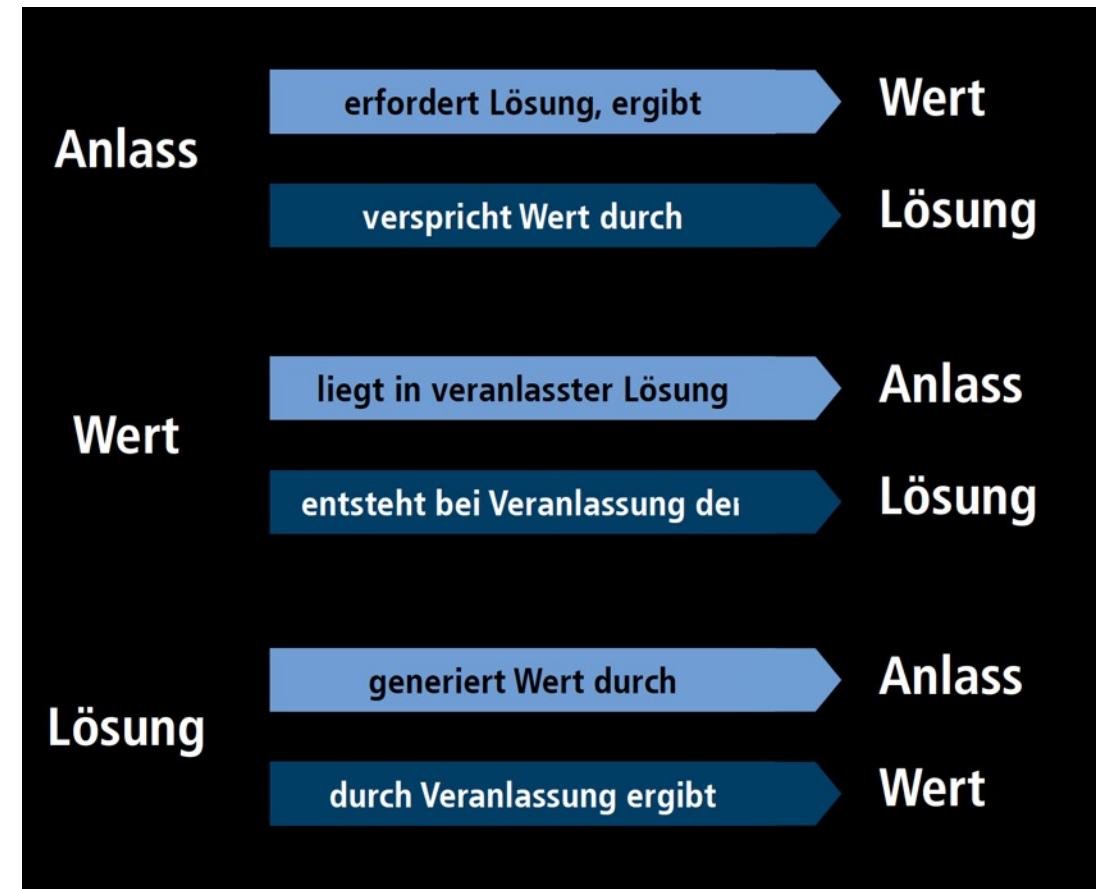 Anlass
erfordert Lösung, ergibt
Wert
verspricht Wert durch
Lösung
Wert
liegt in veranlasster Lösung
Anlass
entsteht bei Veranlassung der
Lösung
Lösung
generiert Wert durch
Anlass
durch Veranlassung ergibt
Wert